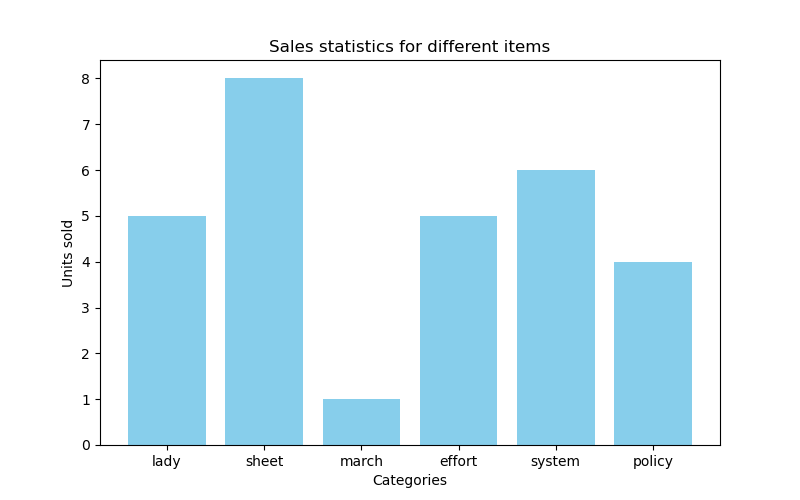 Sales statistics for different items
Units sold
8
7
6
5
4
3
2
1
0
lady sheet march effort system policy
Categories